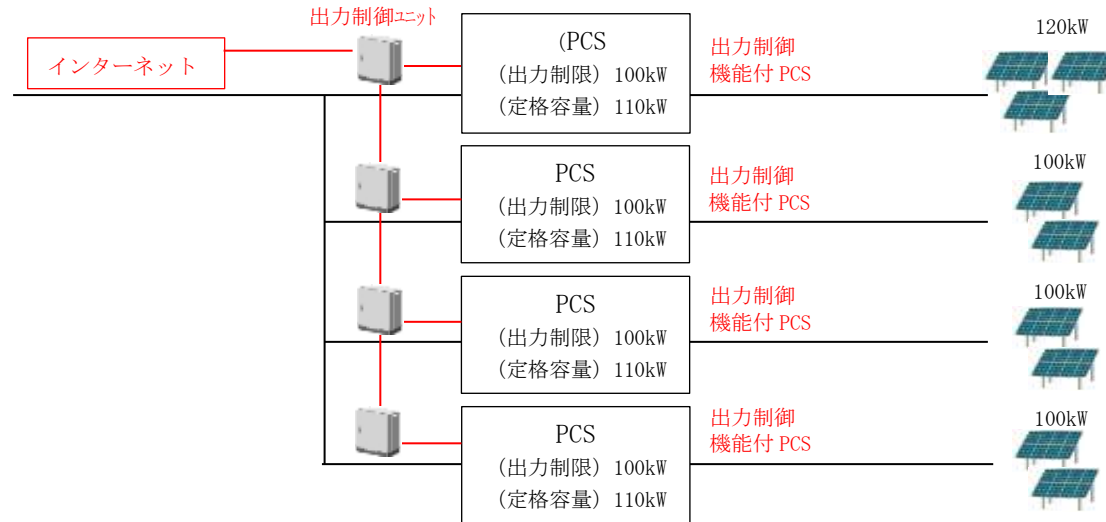 出力制御ユニット
インターネット
(PCS
(出力制限) 100kW
(定格容量) 110kW
出力制御
機能付 PCS
120kW
PCS
(出力制限) 100kW
(定格容量) 110kW
出力制御
機能付 PCS
100kW
PCS
(出力制限) 100kW
(定格容量) 110kW
出力制御
機能付 PCS
100kW
PCS
(出力制限) 100kW
(定格容量) 110kW
出力制御
機能付 PCS
100kW